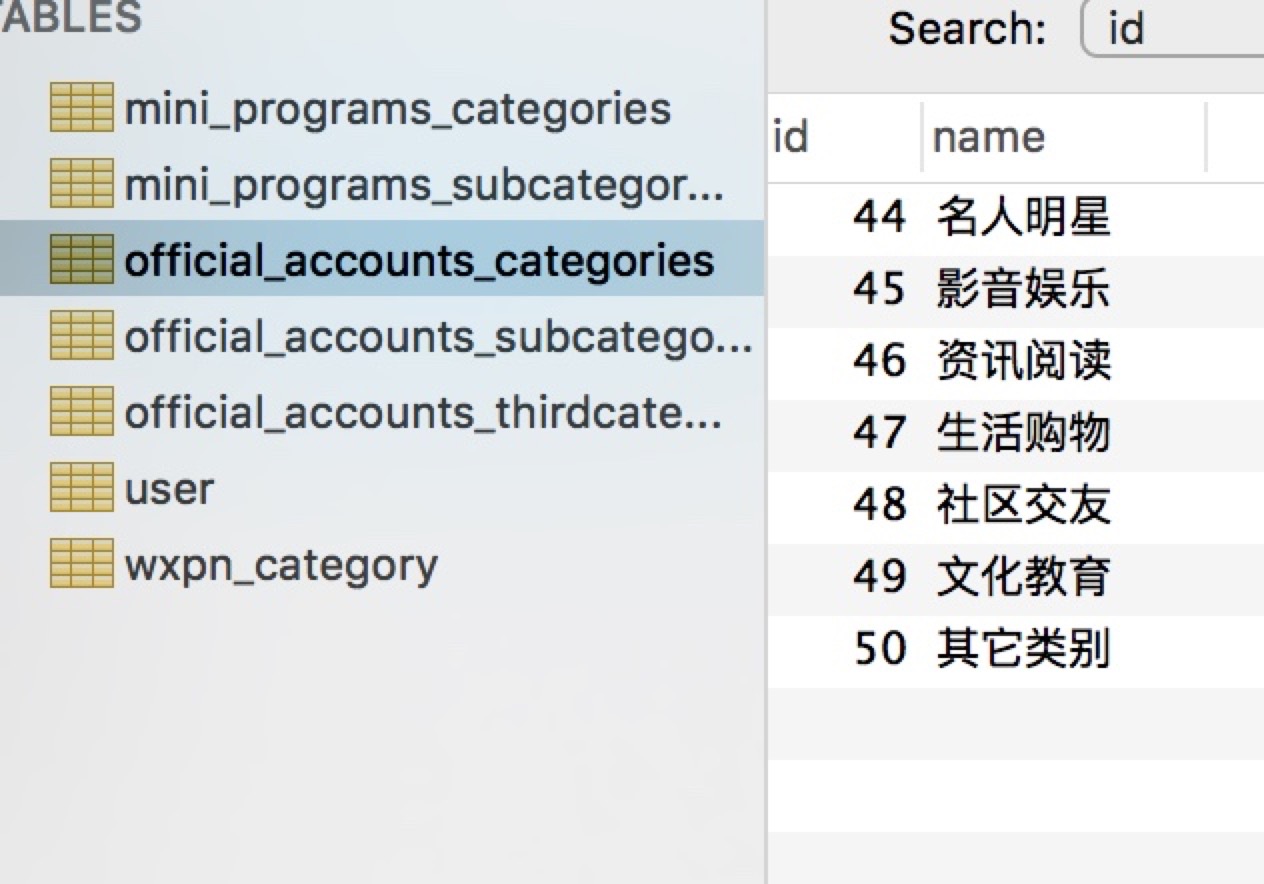 TABLES
mini_programs_categories
mini_programs_subcategor...
official_accounts_categories
official_accounts_subcatego...
official_accounts_thirdcate...
user
wxpn_category
Search: id
id name
44 名人明星
45 影音娱乐
46 资讯阅读
47 生活购物
48 社区交友
49 文化教育
50 其它类别